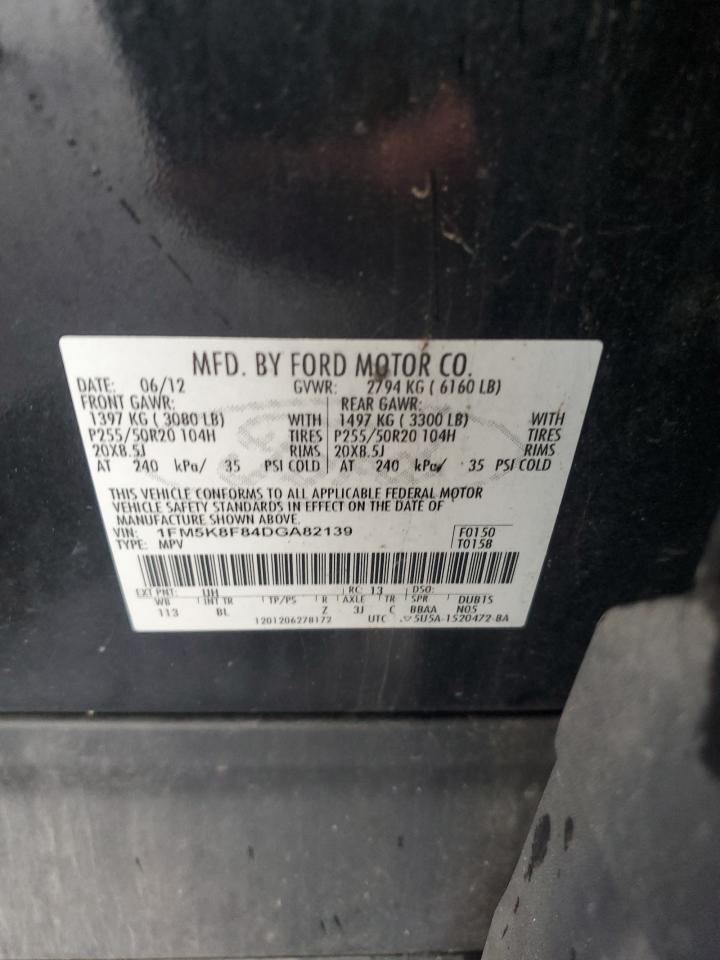 MFD. BY FORD MOTOR CO.
DATE: 06/12 GVWR: 2794 KG ( 6160 LB)
FRONT GAWR: REAR GAWR:
1397 KG ( 3080 LB) WITH 1497 KG ( 3300 LB) WITH
P255/50R20 104H TIRES P255/50R20 104H TIRES
20X8.5J RIMS 20X8.5J RIMS
AT 240 kPa/ 35 PSI COLD AT 240 kPa/ 35 PSI COLD
THIS VEHICLE CONFORMS TO ALL APPLICABLE FEDERAL MOTOR
VEHICLE SAFETY STANDARDS IN EFFECT ON THE DATE OF
MANUFACTURE SHOWN ABOVE.
VIN: 1FM5K8F84DGA82139 F0150
TYPE: MPV T0158
EXT PNT: UH RC: 13 DSO:
WB INT TR TP/PS R AXLE TR SPR DUB1S
113 BL Z 3J C BBAA N05
1201206278172 UTC 5U5A-1520472-BA